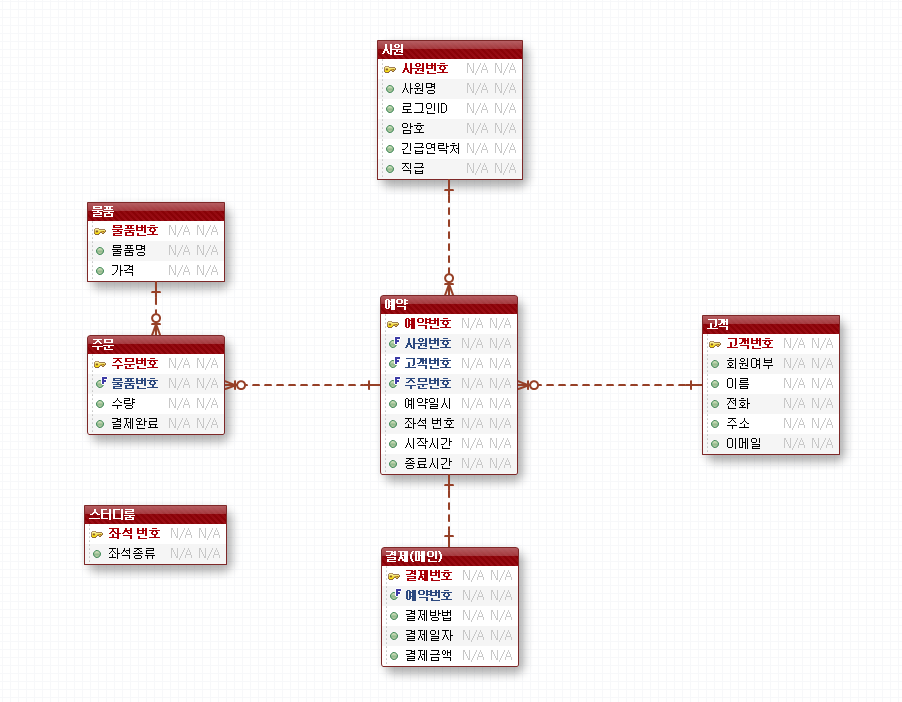 사원
사원번호 N/A N/A
사원명 N/A N/A
로그인ID N/A N/A
암호 N/A N/A
긴급연락처 N/A N/A
직급 N/A N/A
물품
물품번호 N/A N/A
물품명 N/A N/A
가격 N/A N/A
주문
주문번호 N/A N/A
F 물품번호 N/A N/A
수량 N/A N/A
결제완료 N/A N/A
예약
예약번호 N/A N/A
F 사원번호 N/A N/A
F 고객번호 N/A N/A
F 주문번호 N/A N/A
예약일시 N/A N/A
좌석 번호 N/A N/A
시작시간 N/A N/A
종료시간 N/A N/A
고객
고객번호 N/A N/A
회원여부 N/A N/A
이름 N/A N/A
전화 N/A N/A
주소 N/A N/A
이메일 N/A N/A
스터디룸
좌석 번호 N/A N/A
좌석종류 N/A N/A
결제(메인)
결제번호 N/A N/A
F 예약번호 N/A N/A
결제방법 N/A N/A
결제일자 N/A N/A
결제금액 N/A N/A